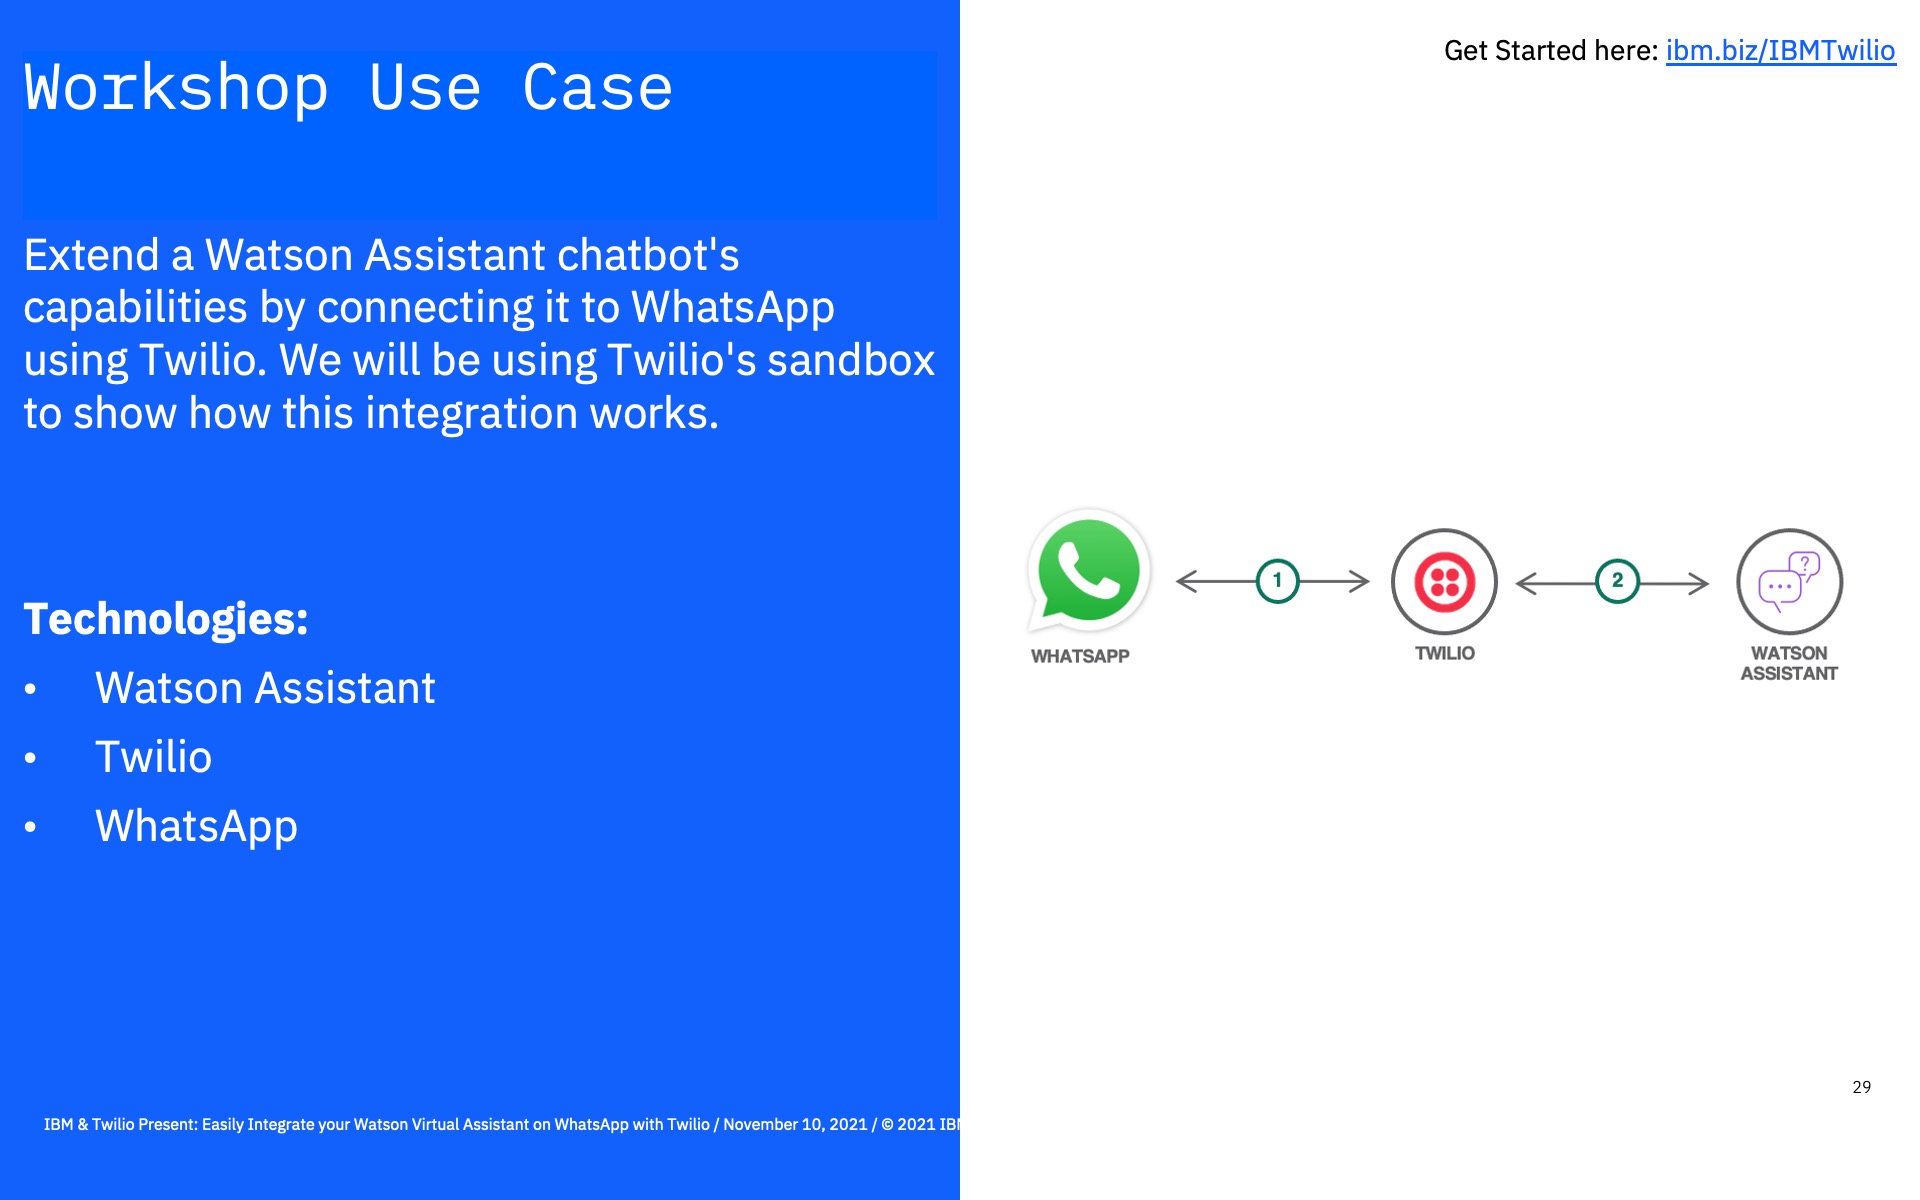 Workshop Use Case
Get Started here: ibm.biz/IBMTwilio
Extend a Watson Assistant chatbot's
capabilities by connecting it to WhatsApp
using Twilio. We will be using Twilio's sandbox
to show how this integration works.
Technologies:
• Watson Assistant
• Twilio
• WhatsApp
1
2
?
WHATSAPP
TWILIO
WATSON
ASSISTANT
29
IBM & Twilio Present: Easily Integrate your Watson Virtual Assistant on WhatsApp with Twilio / November 10, 2021 / © 2021 IBM